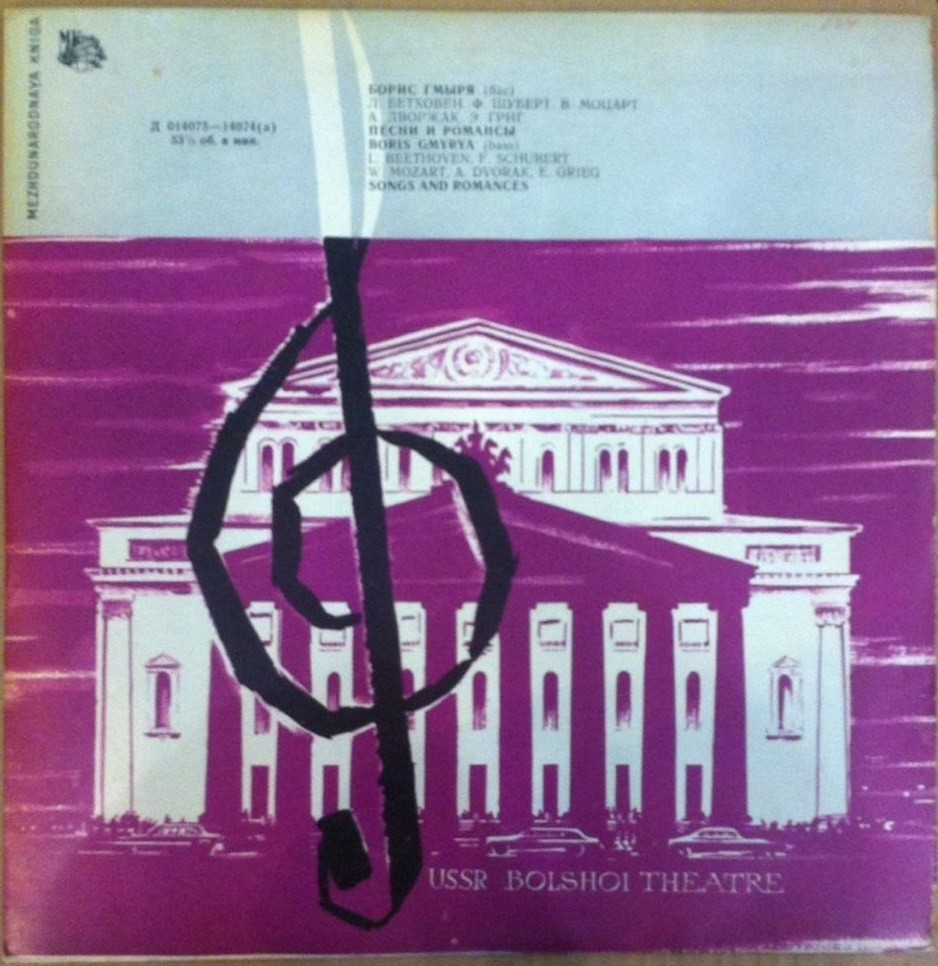 MEZHDUNARODNAYA KNIGA
МК
Д 014073—14074(а)
33⅓ об. в мин.
БОРИС ГМЫРЯ (бас)
Л. БЕТХОВЕН, Ф. ШУБЕРТ, В. МОЦАРТ
А. ДВОРЖАК, Э. ГРИГ
ПЕСНИ И РОМАНСЫ
BORIS GMYRYA (bass)
L. BEETHOVEN, F. SCHUBERT
W. MOZART, A. DVORAK, E. GRIEG
SONGS AND ROMANCES
USSR BOLSHOI THEATRE